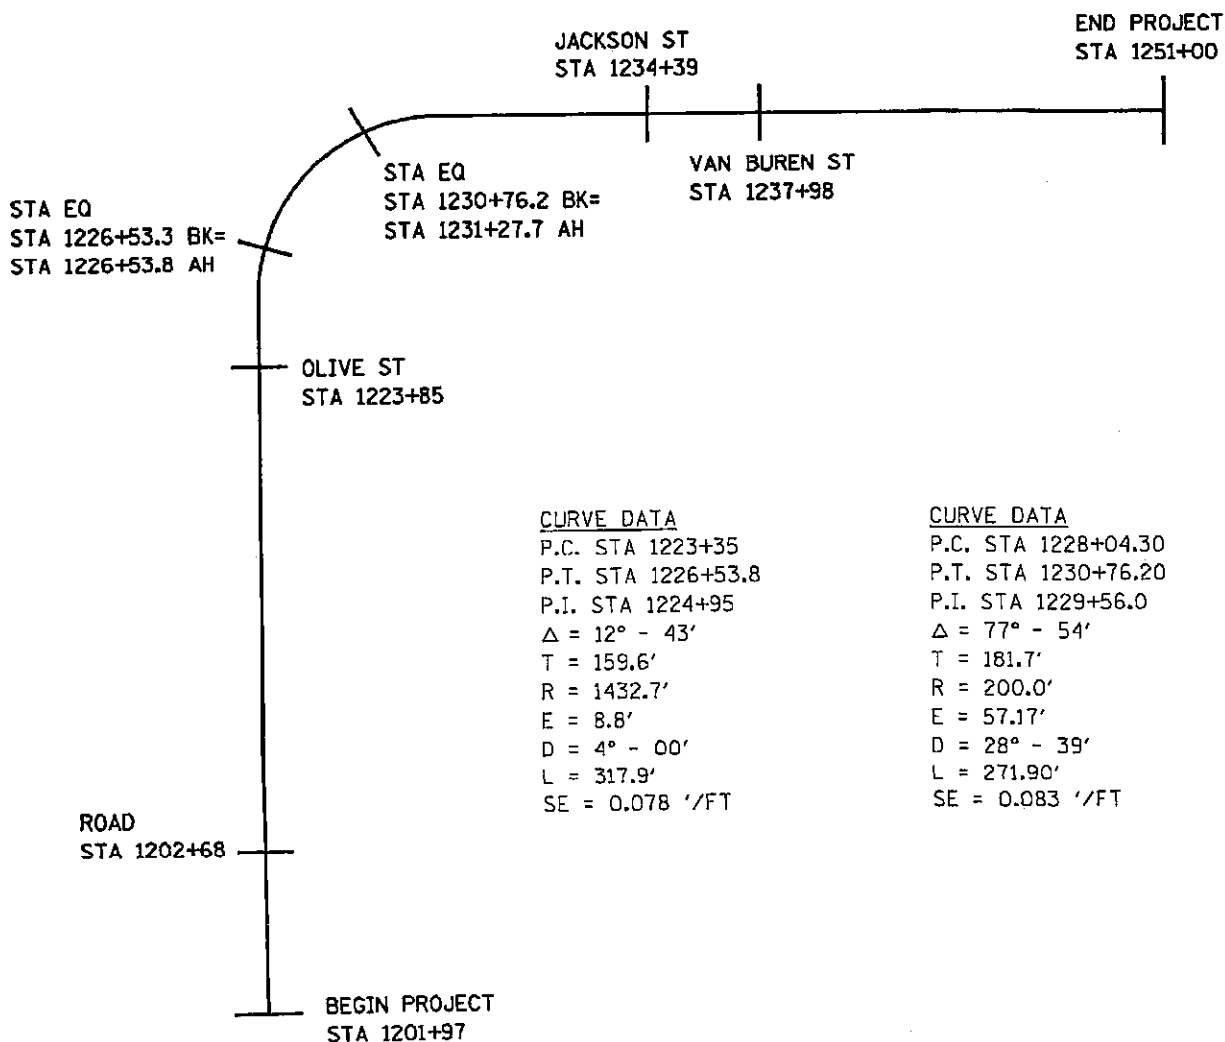 END PROJECT
STA 1251+00
JACKSON ST
STA 1234+39
VAN BUREN ST
STA 1237+98
STA EQ
STA 1230+76.2 BK=
STA 1231+27.7 AH
STA EQ
STA 1226+53.3 BK=
STA 1226+53.8 AH
OLIVE ST
STA 1223+85
CURVE DATA
P.C. STA 1223+35
P.T. STA 1226+53.8
P.I. STA 1224+95
Δ = 12° - 43'
T = 159.6'
R = 1432.7'
E = 8.8'
D = 4° - 00'
L = 317.9'
SE = 0.078 '/FT
CURVE DATA
P.C. STA 1228+04.30
P.T. STA 1230+76.20
P.I. STA 1229+56.0
Δ = 77° - 54'
T = 181.7'
R = 200.0'
E = 57.17'
D = 28° - 39'
L = 271.90'
SE = 0.083 '/FT
ROAD
STA 1202+68
BEGIN PROJECT
STA 1201+97